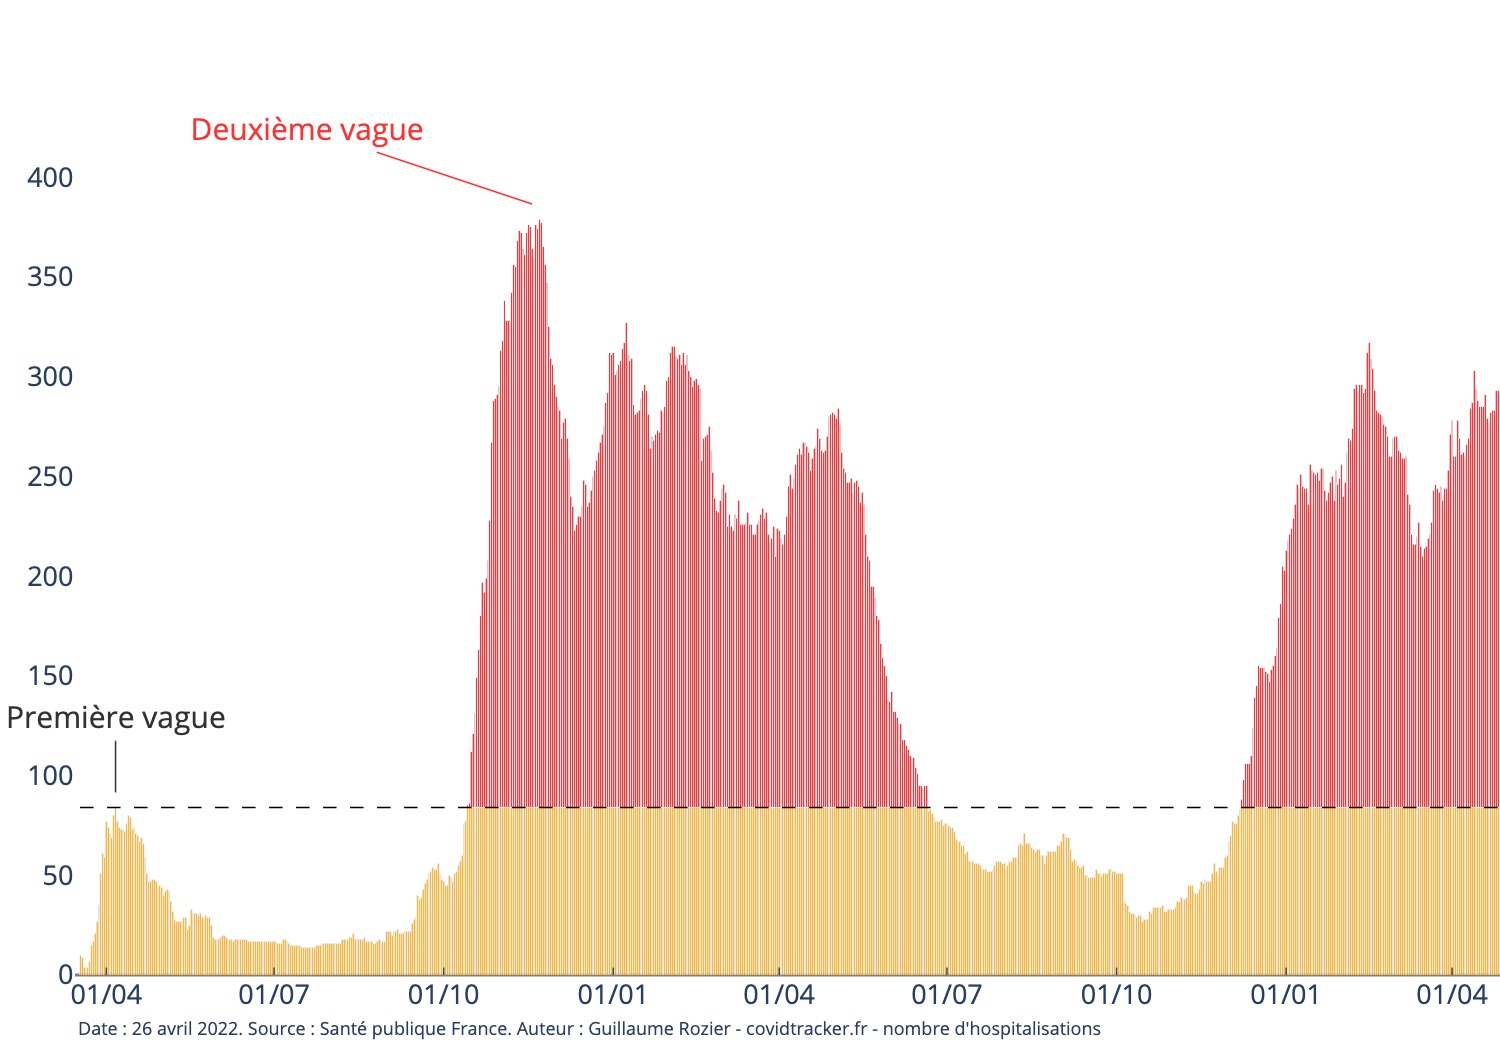 Deuxième vague
400
350
300
250
200
150
Première vague
100
50
0
01/04 01/07 01/10 01/01 01/04 01/07 01/10 01/01 01/04
Date : 26 avril 2022. Source : Santé publique France. Auteur : Guillaume Rozier - covidtracker.fr - nombre d'hospitalisations